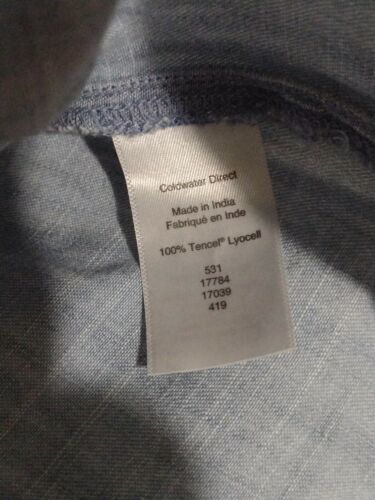 Coldwater Direct
Made in India
Fabriqué en Inde
100% Tencel® Lyocell
531
17784
17039
419